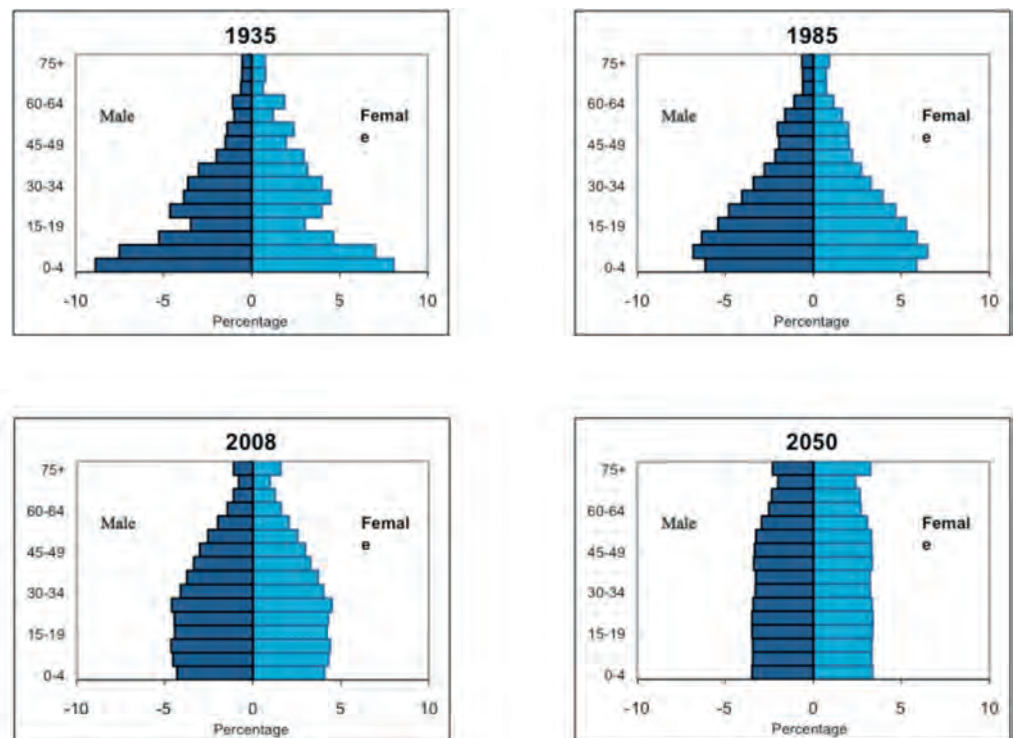 1935
75+
60-64
45-49
30-34
15-19
0-4
Male
Femal
e
-10 -5 0 5 10
Percentage
1985
75+
60-64
45-49
30-34
15-19
0-4
Male
Femal
e
-10 -5 0 5 10
Percentage
2008
75+
60-64
45-49
30-34
15-19
0-4
Male
Femal
e
-10 -5 0 5 10
Percentage
2050
75+
60-64
45-49
30-34
15-19
0-4
Male
Femal
e
-10 -5 0 5 10
Percentage